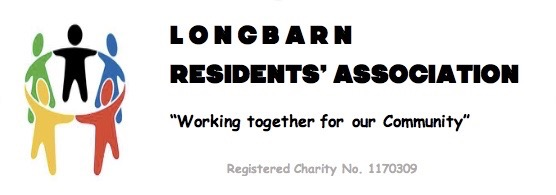 LONGBARN
RESIDENTS' ASSOCIATION
"Working together for our Community"
Registered Charity No. 1170309